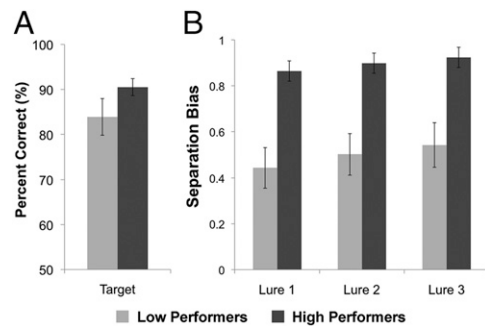 A
Percent Correct (%)
100
90
80
70
60
50
Target
B
Separation Bias
1
0.8
0.6
0.4
0.2
0
Lure 1 Lure 2 Lure 3
Low Performers High Performers